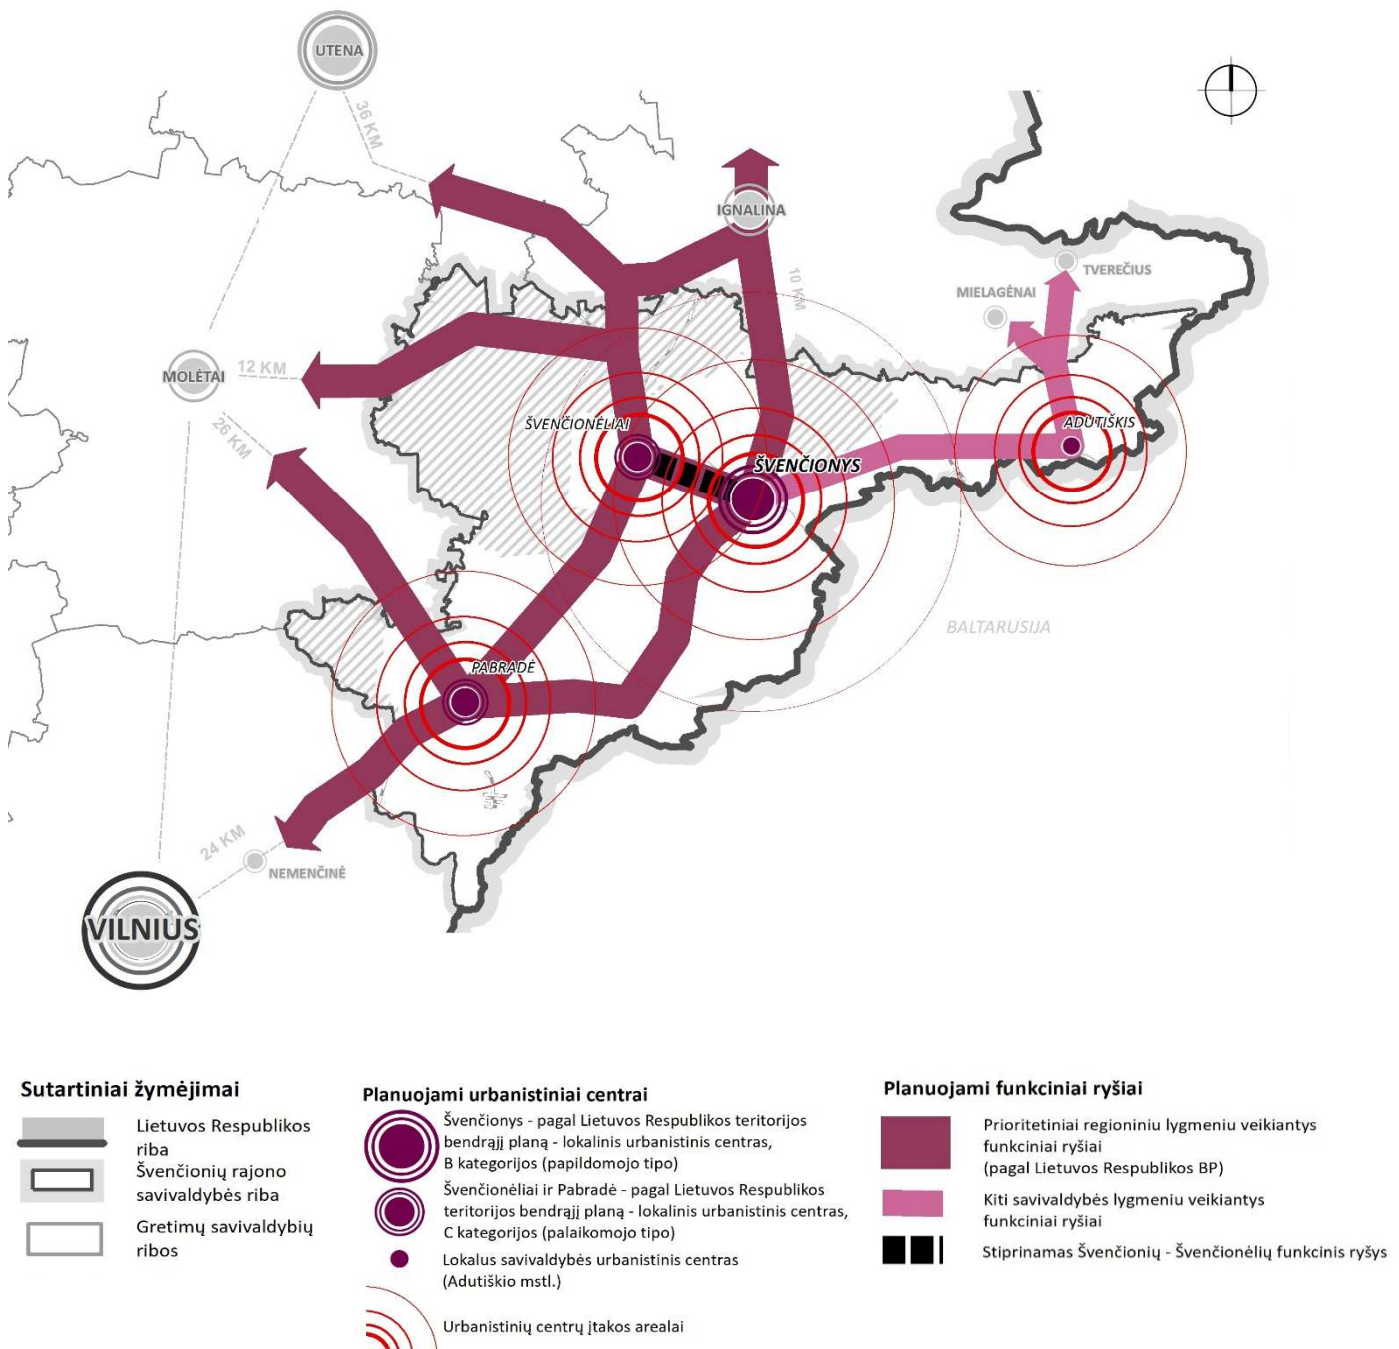 UTENA
36 KM
IGNALINA
10 KM
TVEREČIUS
MIELAGĖNAI
MOLĖTAI
12 KM
26 KM
ŠVENČIONĖLIAI
ADUTIŠKIS
ŠVENČIONYS
BALTARUSIJA
PABRADĖ
24 KM
NEMENČINĖ
VILNIUS
Sutartiniai žymėjimai
Lietuvos Respublikos
riba
Švenčionių rajono
savivaldybės riba
Gretimų savivaldybių
ribos
Planuojami urbanistiniai centrai
Švenčionys - pagal Lietuvos Respublikos teritorijos
bendrąjį planą - lokalinis urbanistinis centras,
B kategorijos (papildomojo tipo)
Švenčionėliai ir Pabradė - pagal Lietuvos Respublikos
teritorijos bendrąjį planą - lokalinis urbanistinis centras,
C kategorijos (palaikomojo tipo)
Lokalus savivaldybės urbanistinis centras
(Adutiškio mstl.)
Urbanistinių centrų įtakos arealai
Planuojami funkciniai ryšiai
Prioritetiniai regioniniu lygmeniu veikiantys
funkciniai ryšiai
(pagal Lietuvos Respublikos BP)
Kiti savivaldybės lygmeniu veikiantys
funkciniai ryšiai
Stiprinamas Švenčionių - Švenčionėlių funkcinis ryšys